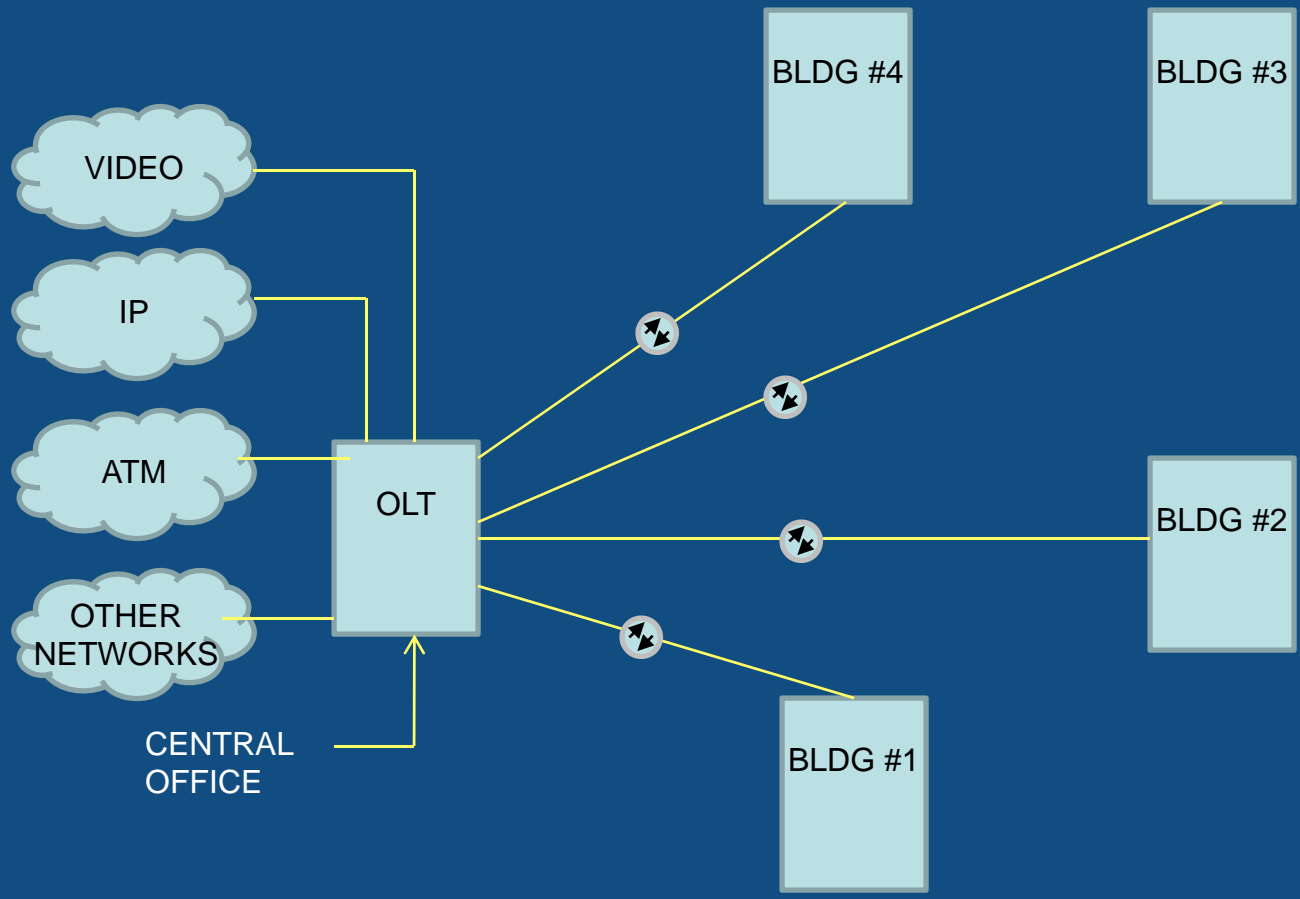 BLDG #4
BLDG #3
VIDEO
IP
ATM
OLT
BLDG #2
OTHER
NETWORKS
CENTRAL
OFFICE
BLDG #1